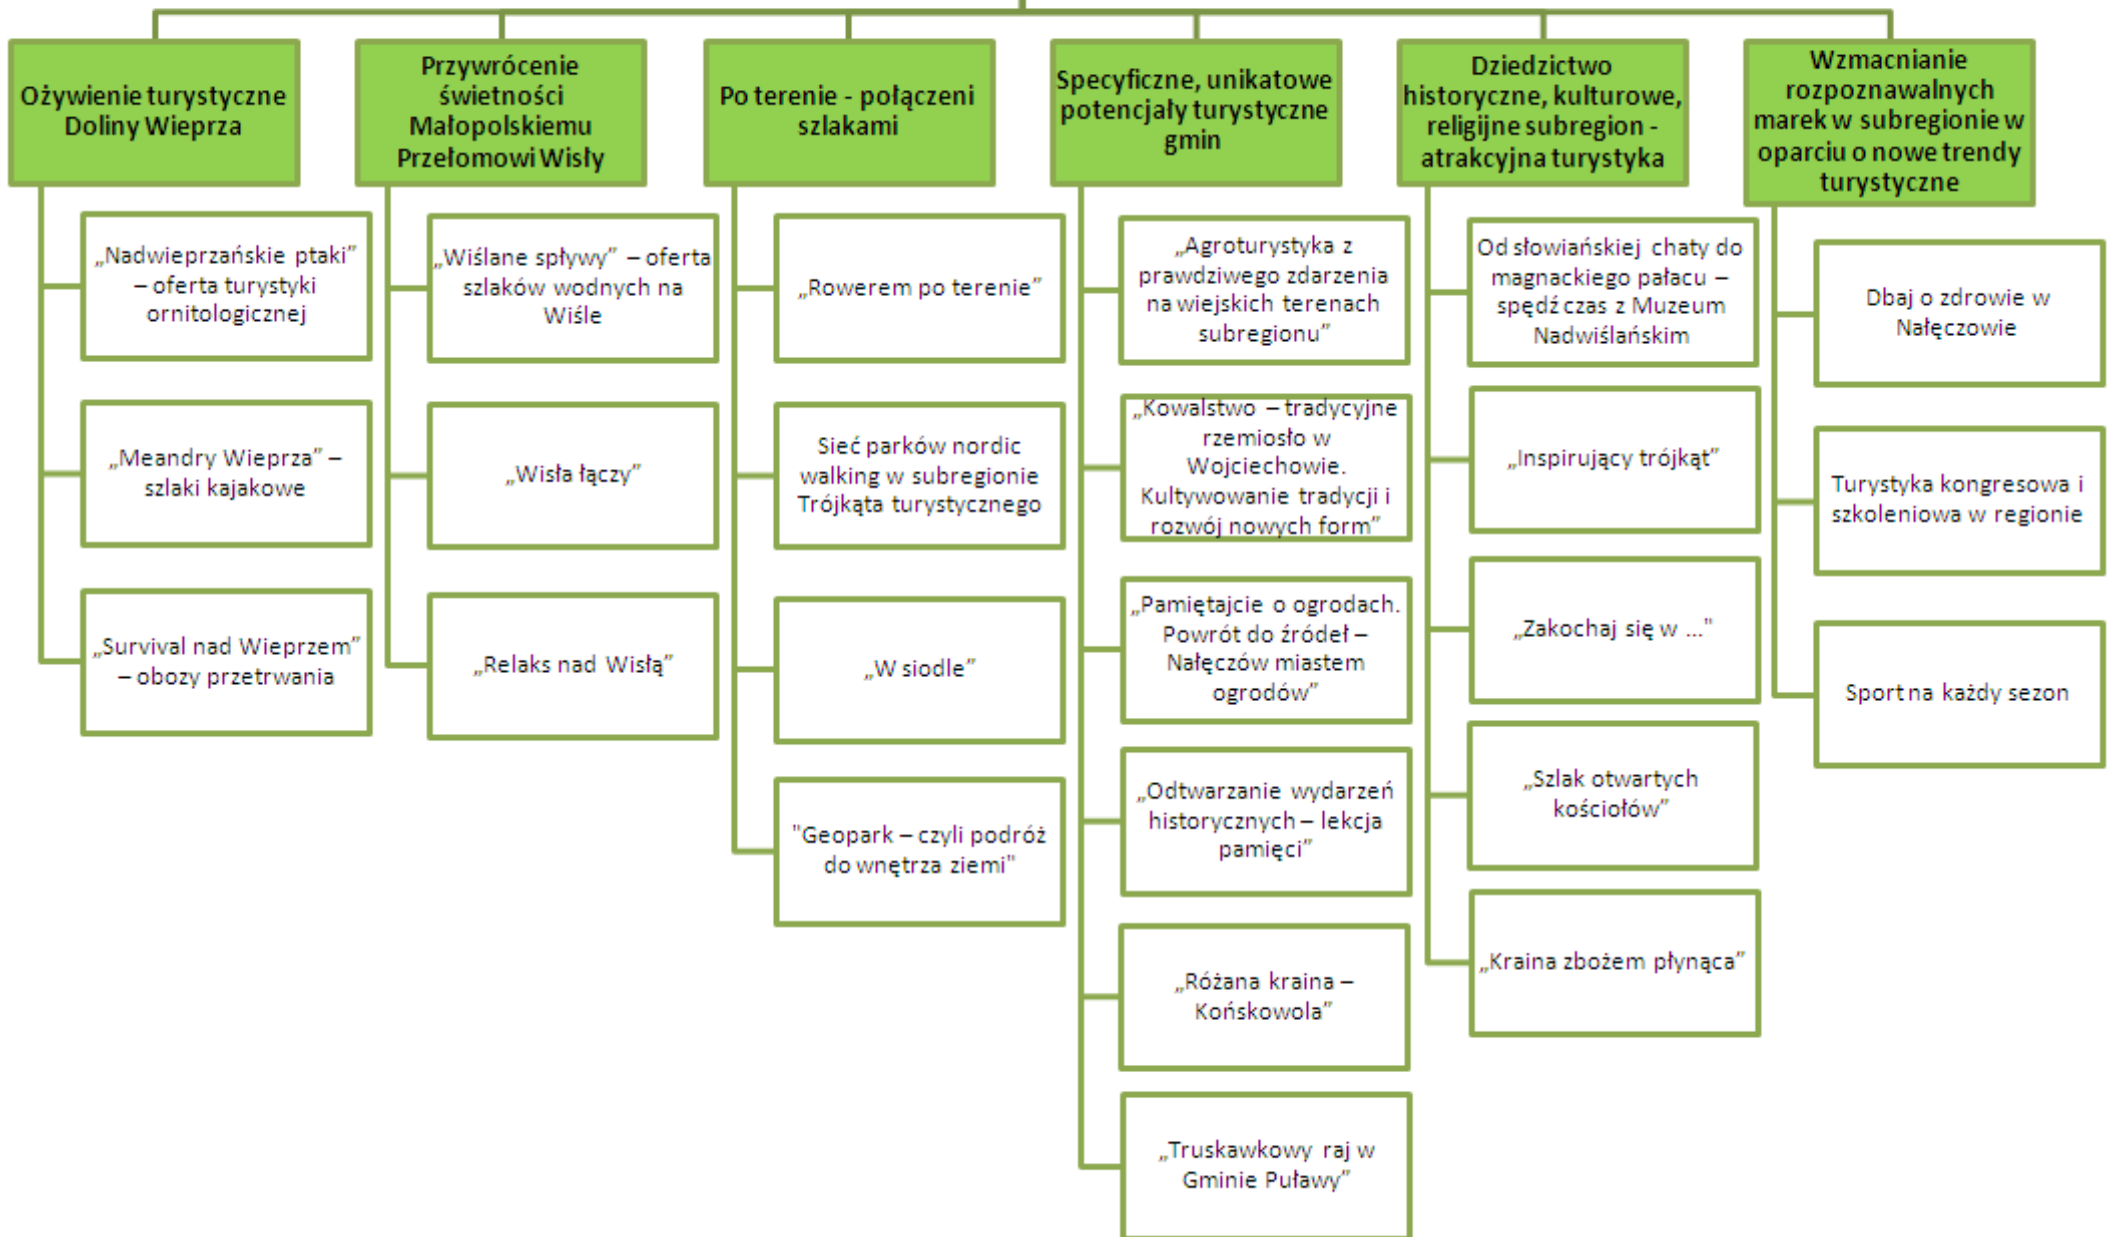 Ożywienie turystyczne
Doliny Wieprza
„Nadwieprzańskie ptaki”
– oferta turystyki
ornitologicznej
„Meandry Wieprza” –
szlaki kajakowe
„Survival nad Wieprzem”
– obozy przetrwania
Przywrócenie
świetności
Małopolskiemu
Przełomowi Wisły
„Wiślane spływy” – oferta
szlaków wodnych na
Wiśle
„Wisła łączy”
„Relaks nad Wisłą”
Po terenie - połączeni
szlakami
„Rowerem po terenie”
Sieć parków nordic
walking w subregionie
Trójkąta turystycznego
„W siodle”
"Geopark – czyli podróż
do wnętrza ziemi"
Specyficzne, unikatowe
potencjały turystyczne
gmin
„Agroturystyka z
prawdziwego zdarzenia
na wiejskich terenach
subregionu”
„Kowalstwo – tradycyjne
rzemiosło w
Wojciechowie.
Kultywowanie tradycji i
rozwój nowych form”
„Pamiętajcie o ogrodach.
Powrót do źródeł –
Nałęczów miastem
ogrodów”
„Odtwarzanie wydarzeń
historycznych – lekcja
pamięci”
„Różana kraina –
Końskowola”
„Truskawkowy raj w
Gminie Puławy”
Dziedzictwo
historyczne, kulturowe,
religijne subregion -
atrakcyjna turystyka
Od słowiańskiej chaty do
magnackiego pałacu –
spędź czas z Muzeum
Nadwiślańskim
„Inspirujący trójkąt”
„Zakochaj się w ..."
„Szlak otwartych
kościołów”
„Kraina zbożem płynąca”
Wzmacnianie
rozpoznawalnych
marek w subregionie w
oparciu o nowe trendy
turystyczne
Dbaj o zdrowie w
Nałęczowie
Turystyka kongresowa i
szkoleniowa w regionie
Sport na każdy sezon